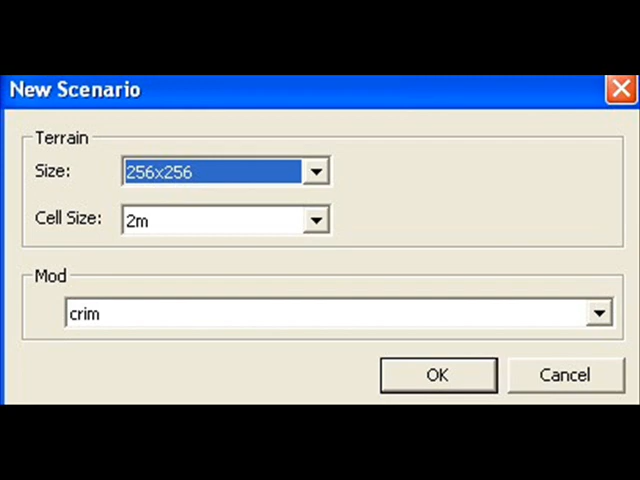 New Scenario
Terrain
Size: 256x256
Cell Size: 2m
Mod
crim
OK Cancel